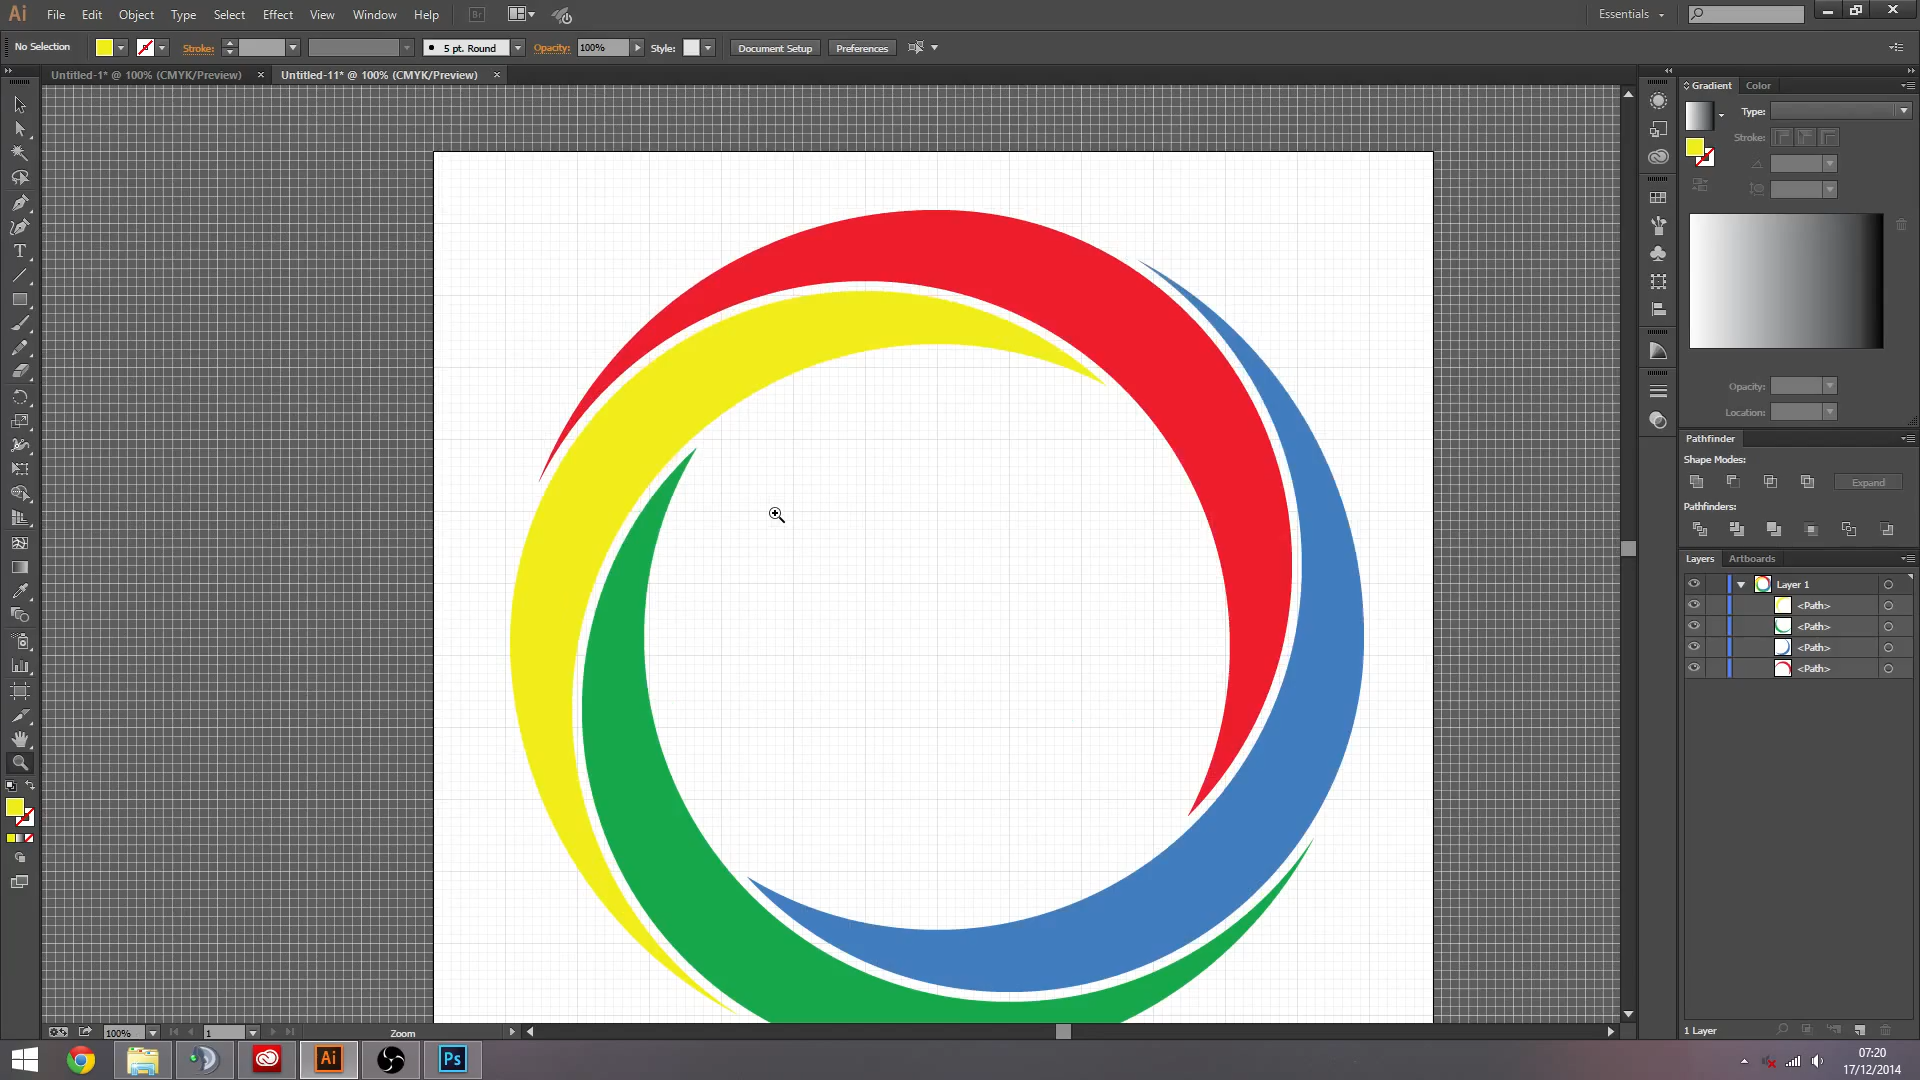 Ai File Edit Object Type Select Effect View Window Help Br Essentials
No Selection Stroke: 5 pt. Round Opacity: 100% Style: Document Setup Preferences
Untitled-1* @ 100% (CMYK/Preview) × Untitled-11* @ 100% (CMYK/Preview) ×
Gradient Color
Type:
Stroke:
Opacity:
Location:
Pathfinder
Shape Modes:
Expand
Pathfinders:
Layers Artboards
Layer 1
<Path>
<Path>
<Path>
<Path>
1 Layer
100% 1 Zoom
Ai Ps
07:20
17/12/2014